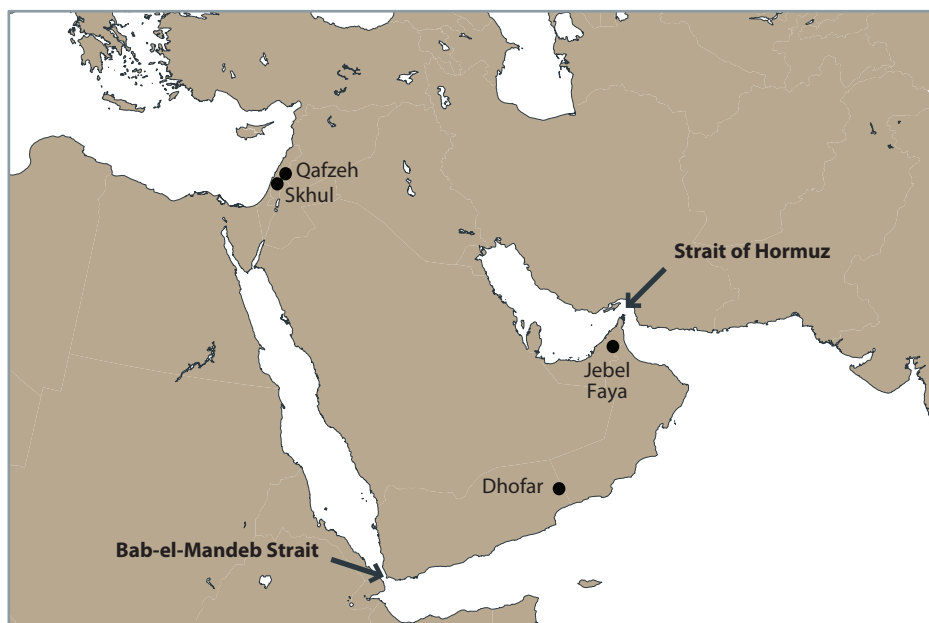 Qafzeh
Skhul
Strait of Hormuz
Jebel
Faya
Dhofar
Bab-el-Mandeb Strait